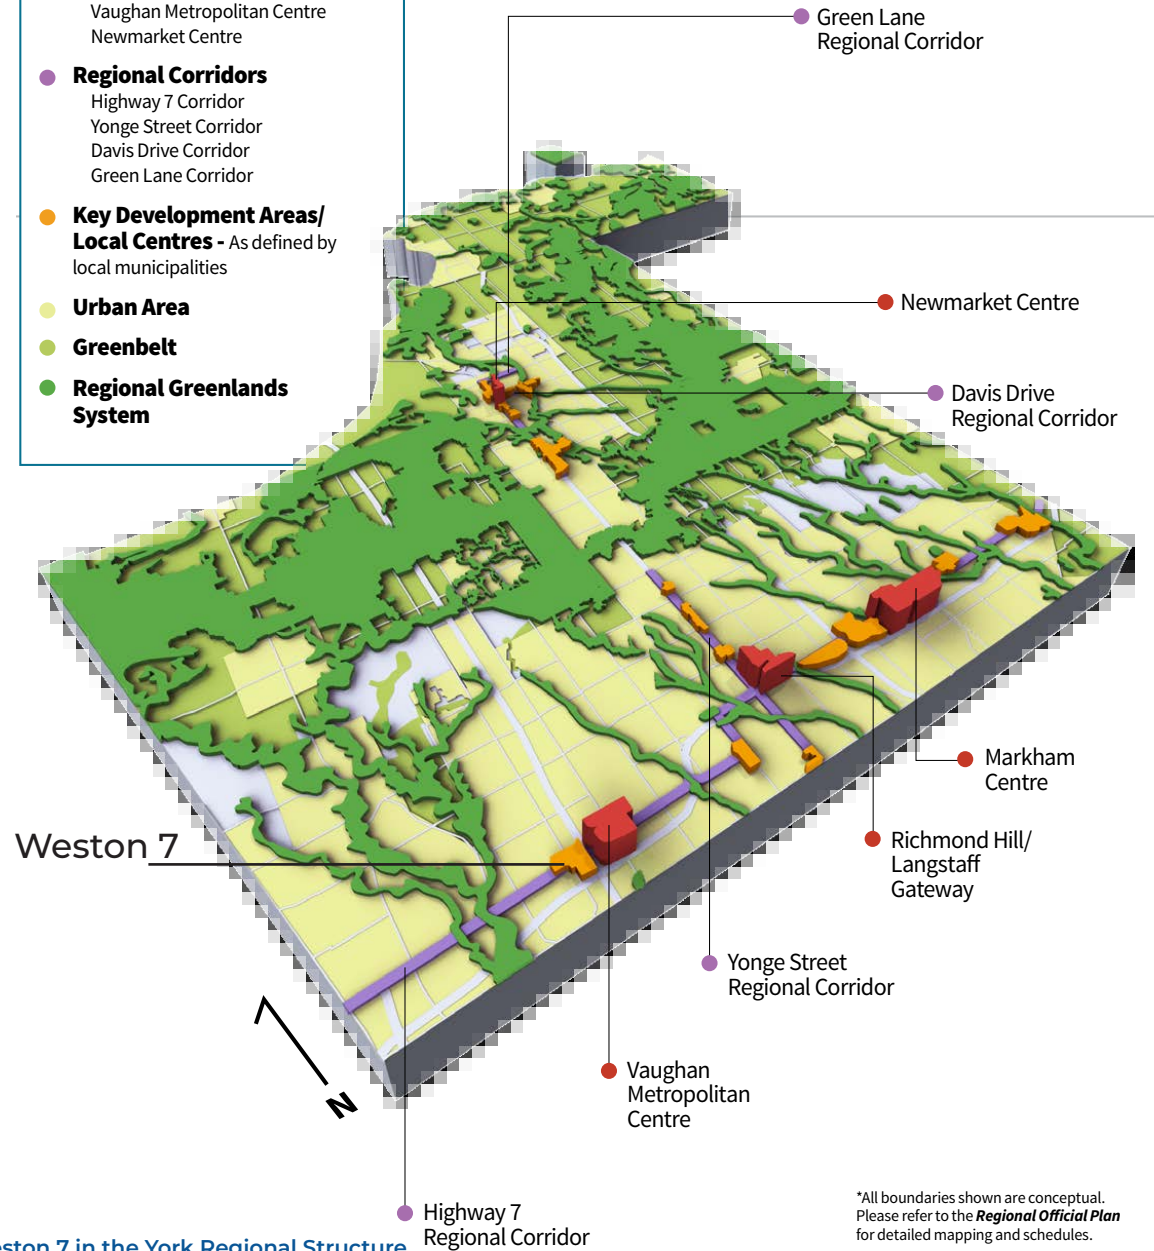 Vaughan Metropolitan Centre
Newmarket Centre
Regional Corridors
Highway 7 Corridor
Yonge Street Corridor
Davis Drive Corridor
Green Lane Corridor
Key Development Areas/
Local Centres - As defined by
local municipalities
Urban Area
Greenbelt
Regional Greenlands
System
Green Lane
Regional Corridor
Newmarket Centre
Davis Drive
Regional Corridor
Markham
Centre
Richmond Hill/
Langstaff
Gateway
Weston 7
Yonge Street
Regional Corridor
Vaughan
Metropolitan
Centre
N
Highway 7
Regional Corridor
*All boundaries shown are conceptual.
Please refer to the Regional Official Plan
for detailed mapping and schedules.
eston 7 in the York Regional Structure